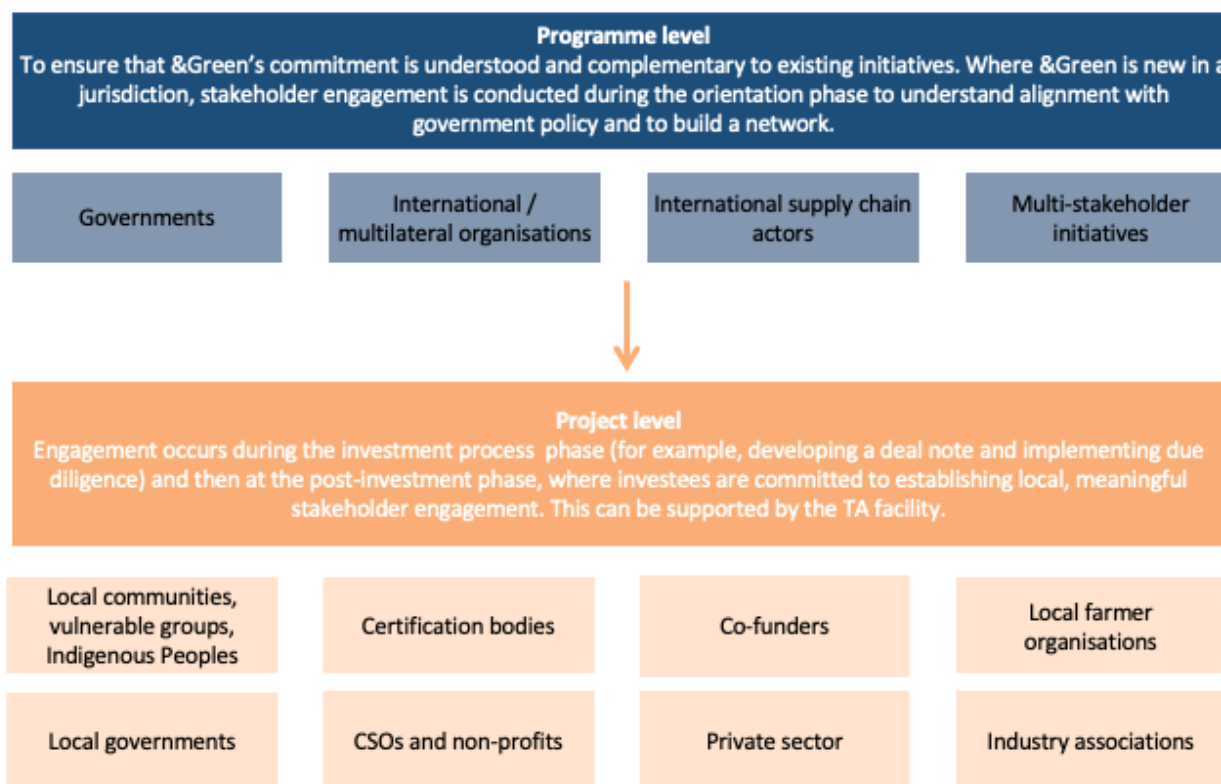 Programme level
To ensure that &Green's commitment is understood and complementary to existing initiatives. Where &Green is new in a
jurisdiction, stakeholder engagement is conducted during the orientation phase to understand alignment with
government policy and to build a network.
Governments
International /
multilateral organisations
International supply chain
actors
Multi-stakeholder
initiatives
Project level
Engagement occurs during the investment process phase (for example, developing a deal note and implementing due
diligence) and then at the post-investment phase, where investees are committed to establishing local, meaningful
stakeholder engagement. This can be supported by the TA facility.
Local communities,
vulnerable groups,
Indigenous Peoples
Certification bodies
Co-funders
Local farmer
organisations
Local governments
CSOs and non-profits
Private sector
Industry associations